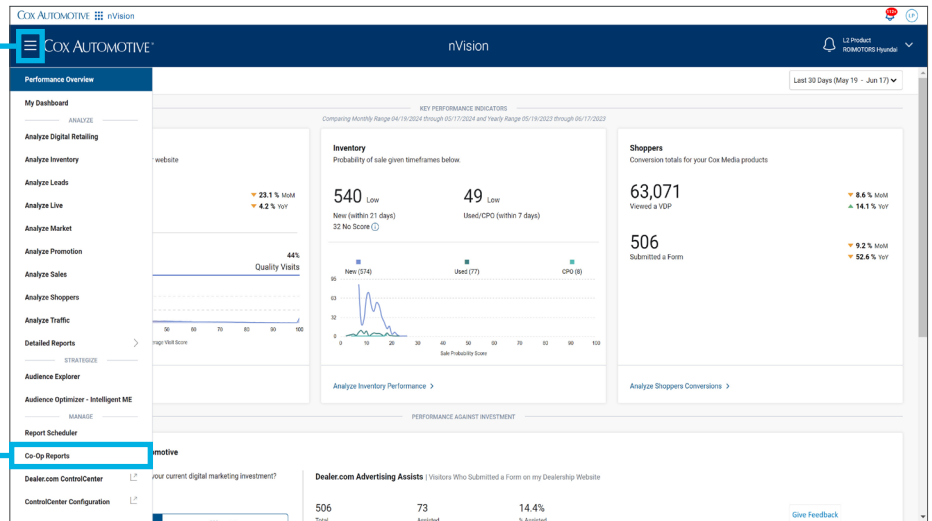 COX AUTOMOTIVE nVision
LP
COX AUTOMOTIVE
nVision
L2 Product
ROIMOTORS Hyundai
Performance Overview
Last 30 Days (May 19 - Jun 17)
My Dashboard
ANALYZE
Analyze Digital Retailing
Analyze Inventory
Analyze Leads
Analyze Live
Analyze Market
Analyze Promotion
Analyze Sales
Analyze Shoppers
Analyze Traffic
Detailed Reports
STRATEGIZE
Audience Explorer
Audience Optimizer - Intelligent ME
MANAGE
Report Scheduler
Co-Op Reports
Dealer.com ControlCenter
ControlCenter Configuration
KEY PERFORMANCE INDICATORS
Comparing Monthly Range 04/19/2024 through 05/17/2024 and Yearly Range 05/19/2023 through 06/17/2023
website
23.1 % MoM
4.2 % YoY
44%
Quality Visits
50 60 70 80 90 100
Visit Score
Inventory
Probability of sale given timeframes below.
540 Low
49 Low
New (within 21 days)
Used/CPO (within 7 days)
32 No Score
New (574)
Used (77)
CPO (8)
95
63
32
0
0 10 20 30 40 50 60 70 80 90 100
Sale Probability Score
Analyze Inventory Performance >
Shoppers
Conversion totals for your Cox Media products
63,071
Viewed a VDP
8.6 % MoM
14.1 % YoY
506
Submitted a Form
9.2 % MoM
52.6 % YoY
Analyze Shoppers Conversions >
PERFORMANCE AGAINST INVESTMENT
omotive
your current digital marketing investment?
Dealer.com Advertising Assists | Visitors Who Submitted a Form on my Dealership Website
506
Total
73
Assisted
14.4%
% Assisted
Give Feedback